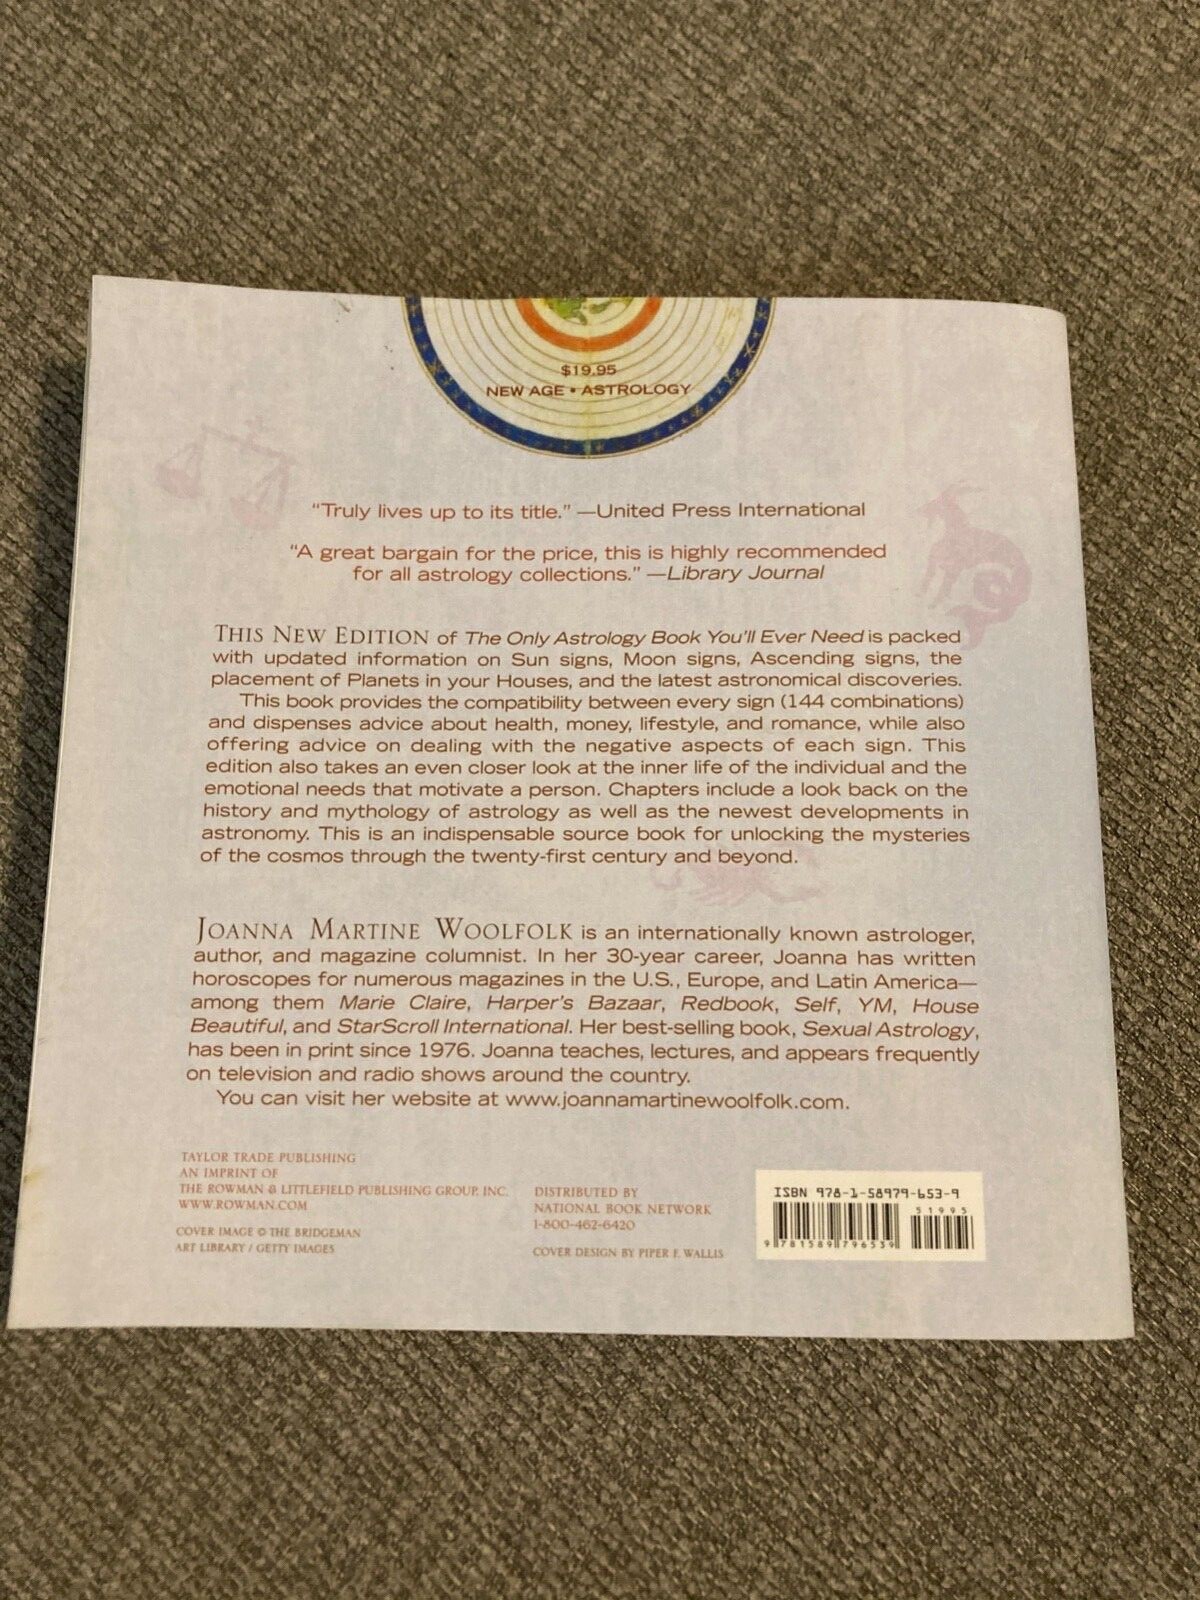 $19.95
NEW AGE • ASTROLOGY
“Truly lives up to its title.” —United Press International
“A great bargain for the price, this is highly recommended
for all astrology collections.” —Library Journal
THIS NEW EDITION of The Only Astrology Book You’ll Ever Need is packed
with updated information on Sun signs, Moon signs, Ascending signs, the
placement of Planets in your Houses, and the latest astronomical discoveries.
This book provides the compatibility between every sign (144 combinations)
and dispenses advice about health, money, lifestyle, and romance, while also
offering advice on dealing with the negative aspects of each sign. This
edition also takes an even closer look at the inner life of the individual and the
emotional needs that motivate a person. Chapters include a look back on the
history and mythology of astrology as well as the newest developments in
astronomy. This is an indispensable source book for unlocking the mysteries
of the cosmos through the twenty-first century and beyond.
JOANNA MARTINE WOOLFOLK is an internationally known astrologer,
author, and magazine columnist. In her 30-year career, Joanna has written
horoscopes for numerous magazines in the U.S., Europe, and Latin America—
among them Marie Claire, Harper’s Bazaar, Redbook, Self, YM, House
Beautiful, and StarScroll International. Her best-selling book, Sexual Astrology,
has been in print since 1976. Joanna teaches, lectures, and appears frequently
on television and radio shows around the country.
You can visit her website at www.joannamartinewoolfolk.com.
TAYLOR TRADE PUBLISHING
AN IMPRINT OF
THE ROWMAN & LITTLEFIELD PUBLISHING GROUP, INC.
WWW.ROWMAN.COM
COVER IMAGE © THE BRIDGEMAN
ART LIBRARY / GETTY IMAGES
DISTRIBUTED BY
NATIONAL BOOK NETWORK
1-800-462-6420
COVER DESIGN BY PIPER F. WALLIS
ISBN 978-1-58979-653-9
51995
9 781589 796539